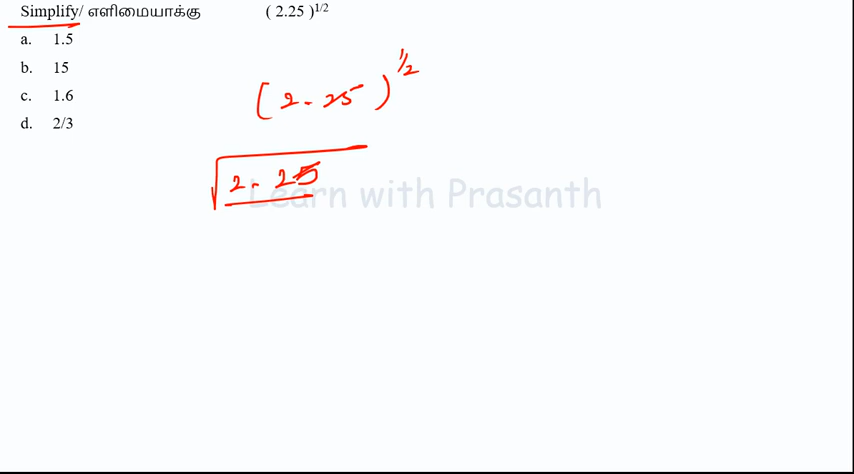 Simplify/ எளிமையாக்கு ( 2.25 )1/2
a. 1.5
b. 15
c. 1.6
d. 2/3
(2.25)1/2
√2.25
Learn with Prasanth